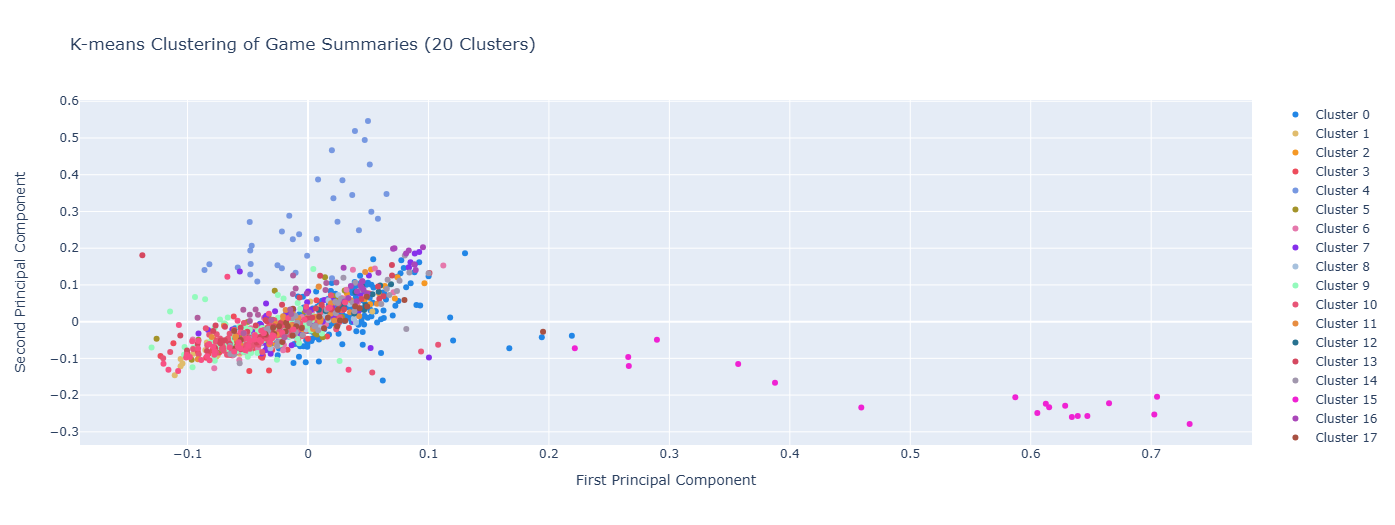 K-means Clustering of Game Summaries (20 Clusters)
0.6
0.5
0.4
0.3
0.2
0.1
0
−0.1
−0.2
−0.3
Second Principal Component
−0.1
0
0.1
0.2
0.3
0.4
0.5
0.6
0.7
First Principal Component
Cluster 0
Cluster 1
Cluster 2
Cluster 3
Cluster 4
Cluster 5
Cluster 6
Cluster 7
Cluster 8
Cluster 9
Cluster 10
Cluster 11
Cluster 12
Cluster 13
Cluster 14
Cluster 15
Cluster 16
Cluster 17